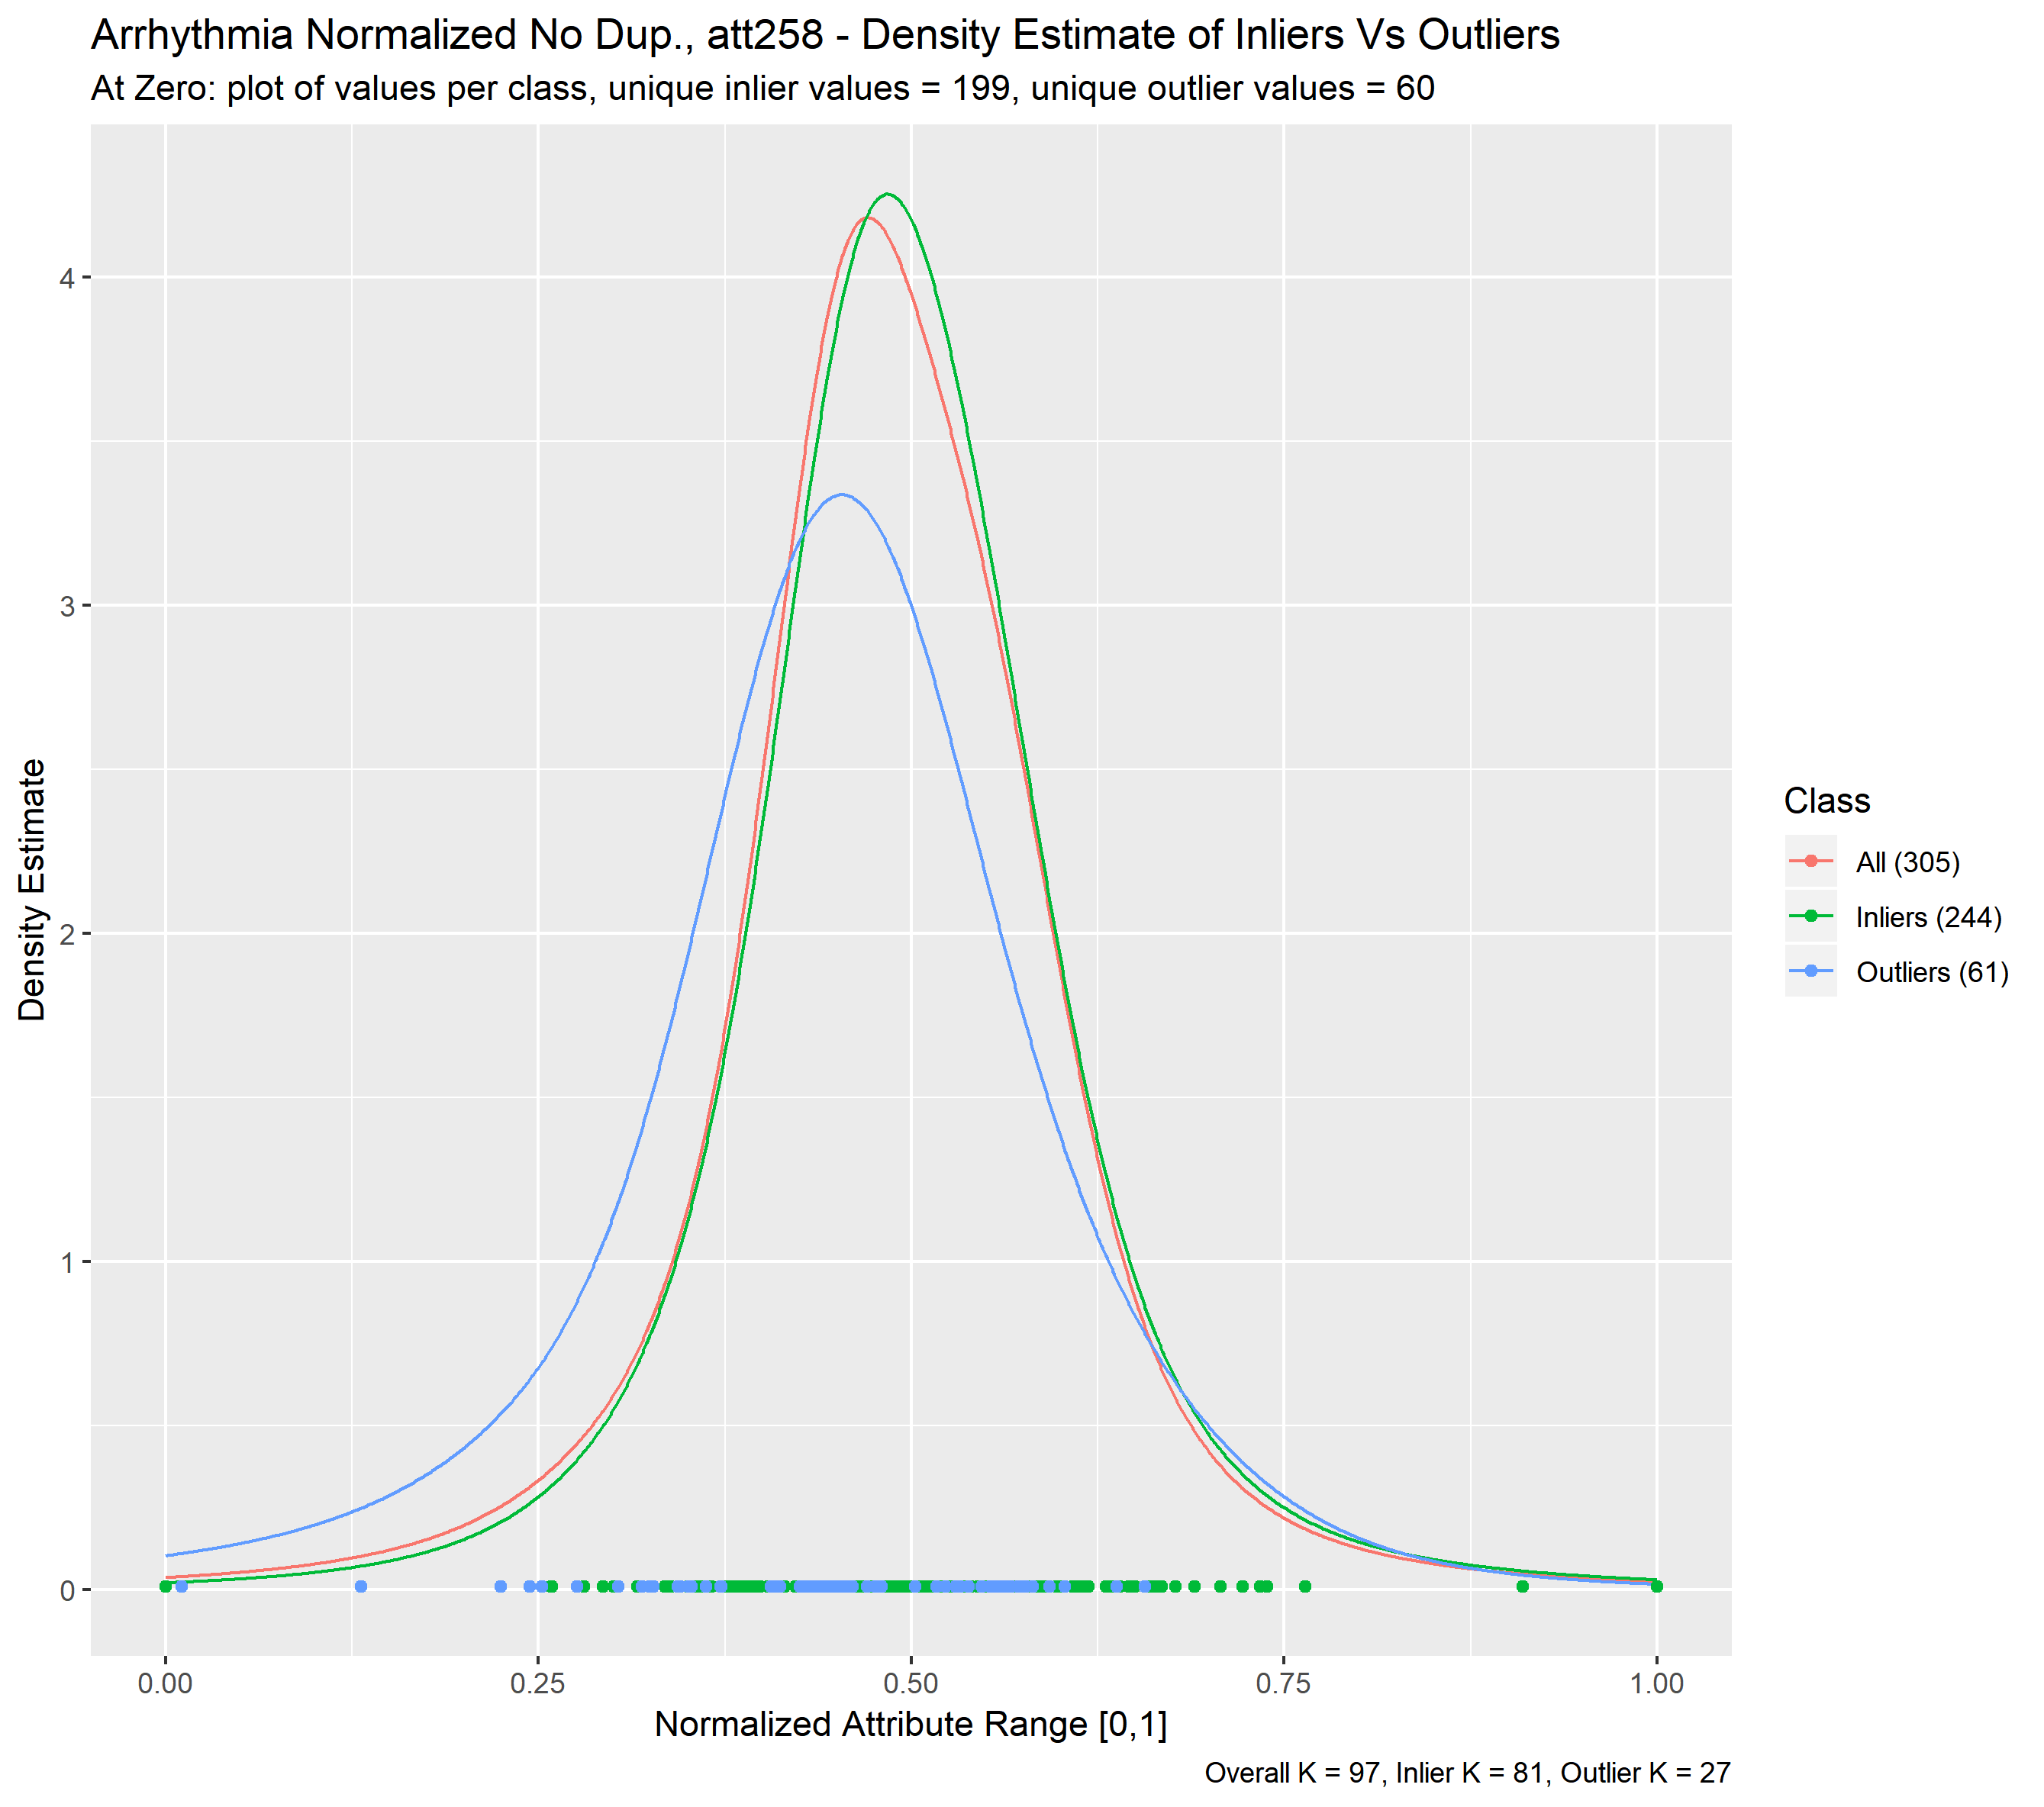 Arrhythmia Normalized No Dup., att258 - Density Estimate of Inliers Vs Outliers
At Zero: plot of values per class, unique inlier values = 199, unique outlier values = 60
4
3
2
1
0
Density Estimate
0.00 0.25 0.50 0.75 1.00
Normalized Attribute Range [0,1]
Overall K = 97, Inlier K = 81, Outlier K = 27
Class
All (305)
Inliers (244)
Outliers (61)